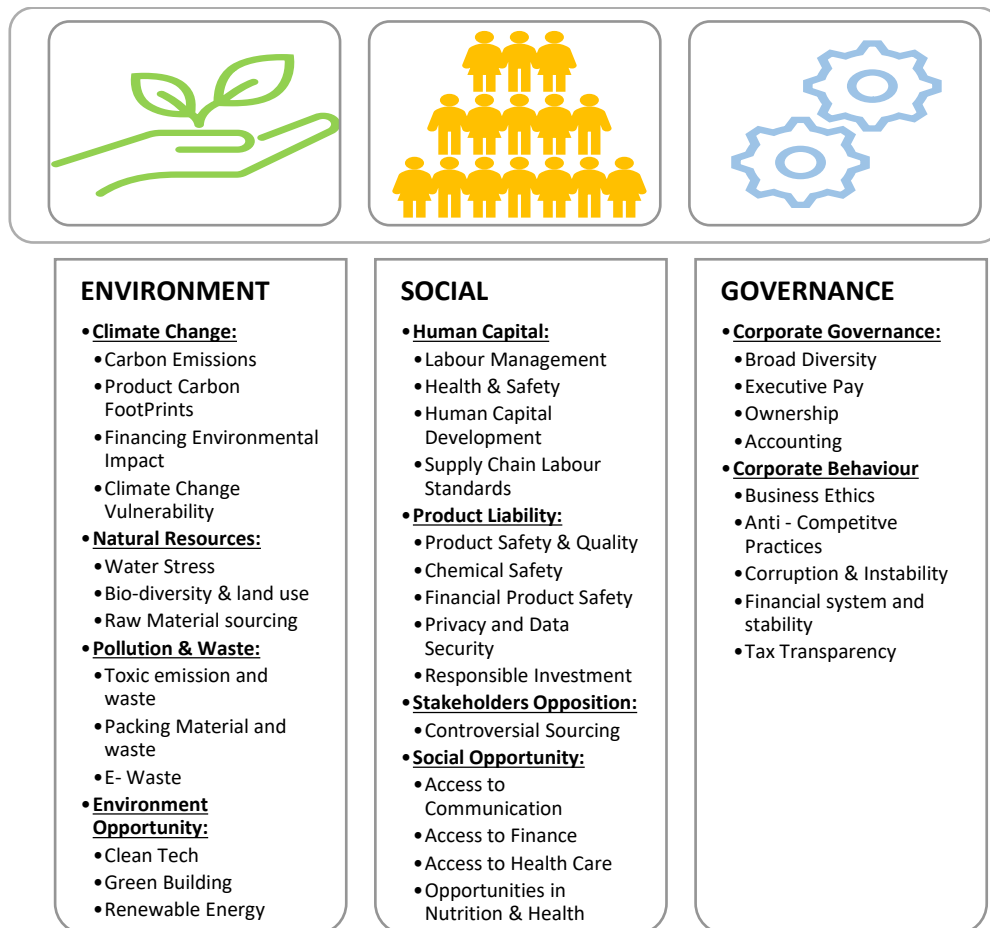 ENVIRONMENT
•Climate Change:
•Carbon Emissions
•Product Carbon
FootPrints
•Financing Environmental
Impact
•Climate Change
Vulnerability
•Natural Resources:
•Water Stress
•Bio-diversity & land use
•Raw Material sourcing
•Pollution & Waste:
•Toxic emission and
waste
•Packing Material and
waste
•E- Waste
•Environment
Opportunity:
•Clean Tech
•Green Building
•Renewable Energy
SOCIAL
•Human Capital:
•Labour Management
•Health & Safety
•Human Capital
Development
•Supply Chain Labour
Standards
•Product Liability:
•Product Safety & Quality
•Chemical Safety
•Financial Product Safety
•Privacy and Data
Security
•Responsible Investment
•Stakeholders Opposition:
•Controversial Sourcing
•Social Opportunity:
•Access to
Communication
•Access to Finance
•Access to Health Care
•Opportunities in
Nutrition & Health
GOVERNANCE
•Corporate Governance:
•Broad Diversity
•Executive Pay
•Ownership
•Accounting
•Corporate Behaviour
•Business Ethics
•Anti - Competitve
Practices
•Corruption & Instability
•Financial system and
stability
•Tax Transparency